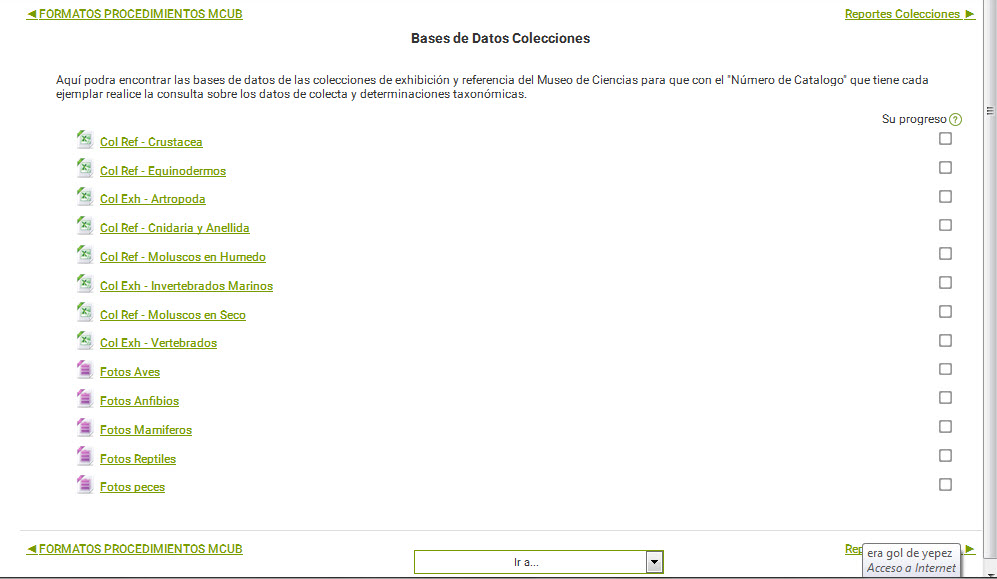 ◄FORMATOS PROCEDIMIENTOS MCUB
Reportes Colecciones ►
Bases de Datos Colecciones
Aquí podra encontrar las bases de datos de las colecciones de exhibición y referencia del Museo de Ciencias para que con el "Número de Catalogo" que tiene cada
ejemplar realice la consulta sobre los datos de colecta y determinaciones taxonómicas.
Su progreso
Col Ref - Crustacea
Col Ref - Equinodermos
Col Exh - Artropoda
Col Ref - Cnidaria y Anellida
Col Ref - Moluscos en Humedo
Col Exh - Invertebrados Marinos
Col Ref - Moluscos en Seco
Col Exh - Vertebrados
Fotos Aves
Fotos Anfibios
Fotos Mamiferos
Fotos Reptiles
Fotos peces
◄FORMATOS PROCEDIMIENTOS MCUB
Ir a...
Rep
era gol de yepez
Acceso a Internet